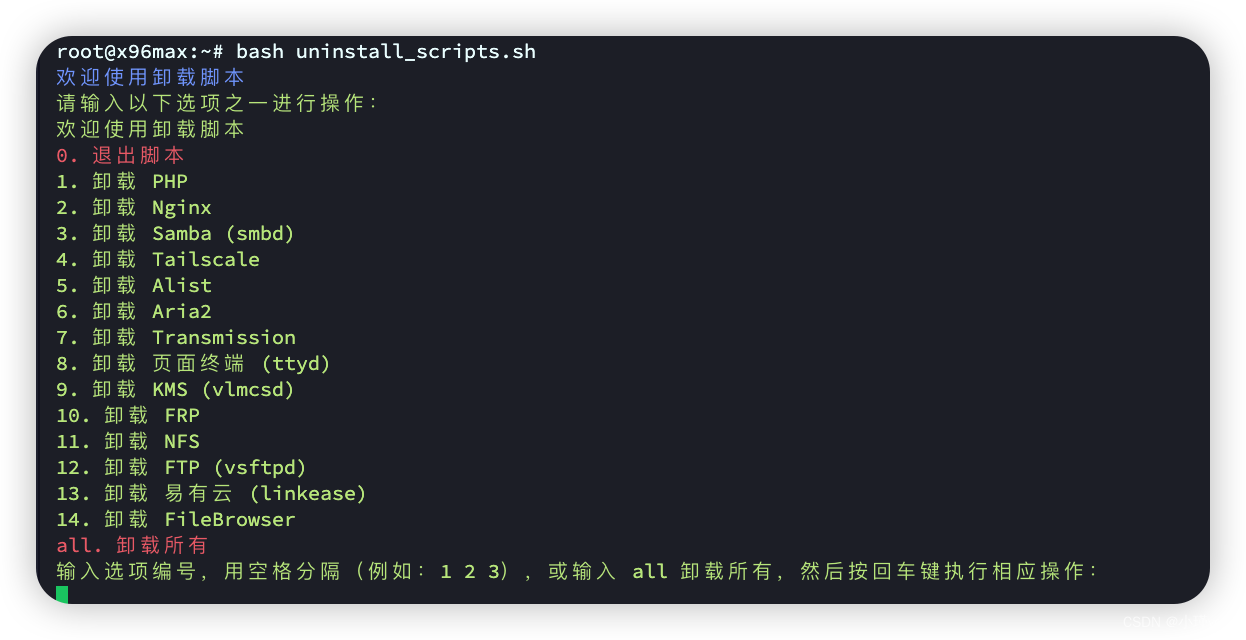 root@x96max:~# bash uninstall_scripts.sh
欢迎使用卸载脚本
请输入以下选项之一进行操作:
欢迎使用卸载脚本
0. 退出脚本
1. 卸载 PHP
2. 卸载 Nginx
3. 卸载 Samba (smbd)
4. 卸载 Tailscale
5. 卸载 Alist
6. 卸载 Aria2
7. 卸载 Transmission
8. 卸载 页面终端 (ttyd)
9. 卸载 KMS (vlmcsd)
10. 卸载 FRP
11. 卸载 NFS
12. 卸载 FTP (vsftpd)
13. 卸载 易有云 (linkease)
14. 卸载 FileBrowser
all. 卸载所有
输入选项编号，用空格分隔（例如：1 2 3），或输入 all 卸载所有，然后按回车键执行相应操作：
CSDN